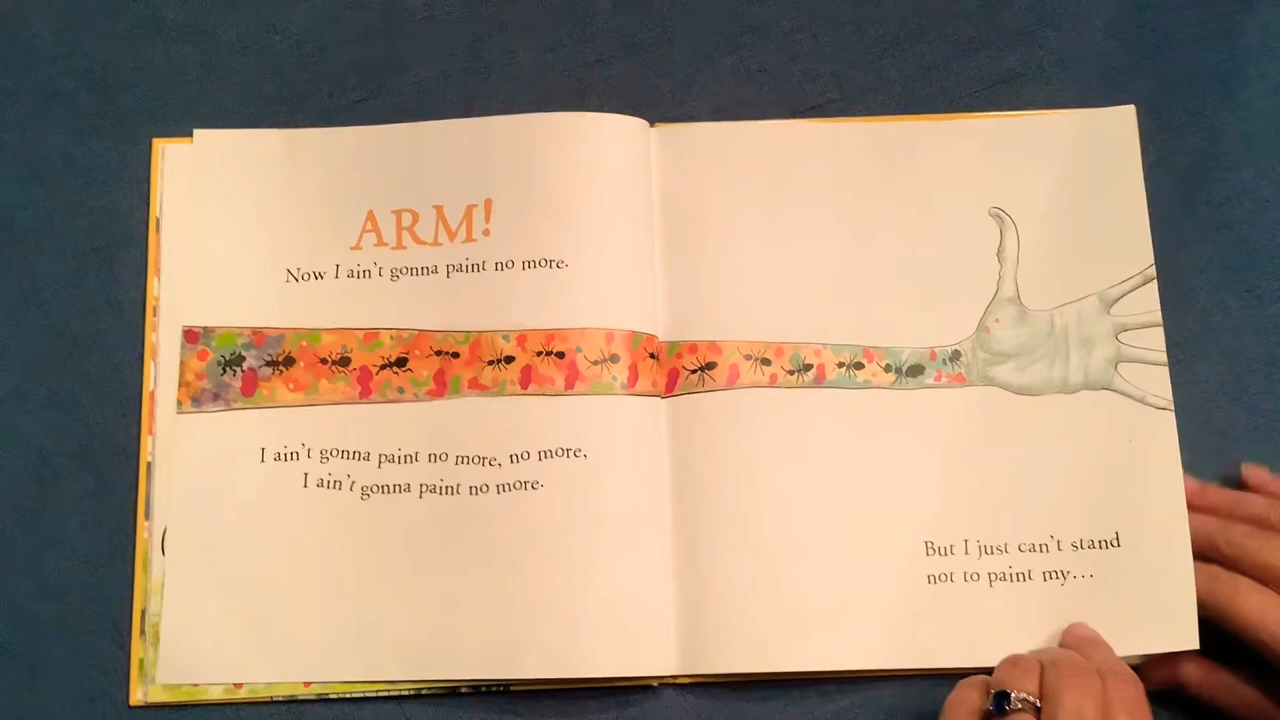 ARM!
Now I ain't gonna paint no more.
I ain't gonna paint no more, no more,
I ain't gonna paint no more.
But I just can't stand
not to paint my...